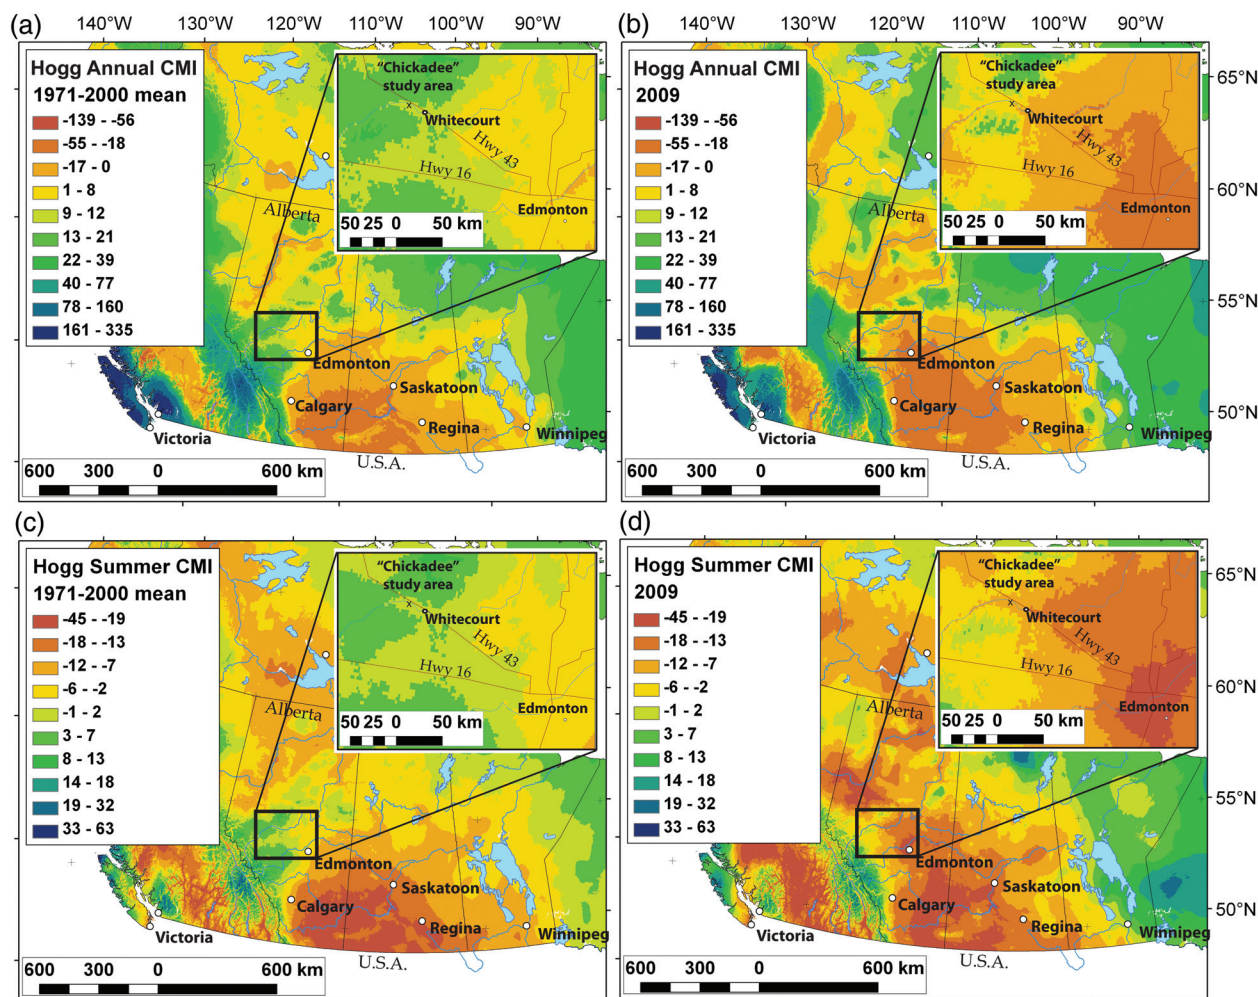 (a)
140°W 130°W 120°W 110°W 100°W 90°W
Hogg Annual CMI
1971-2000 mean
-139 - -56
-55 - -18
-17 - 0
1 - 8
9 - 12
13 - 21
22 - 39
40 - 77
78 - 160
161 - 335
"Chickadee"
study area
x
Whitecourt
Hwy 43
Hwy 16
Edmonton
50 25 0 50 km
Alberta
Edmonton
Saskatoon
Calgary
Regina
Winnipeg
Victoria
U.S.A.
600 300 0 600 km
(b)
140°W 130°W 120°W 110°W 100°W 90°W
65°N
60°N
55°N
50°N
Hogg Annual CMI
2009
-139 - -56
-55 - -18
-17 - 0
1 - 8
9 - 12
13 - 21
22 - 39
40 - 77
78 - 160
161 - 335
"Chickadee"
study area
x
Whitecourt
Hwy 43
Hwy 16
Edmonton
50 25 0 50 km
Alberta
Edmonton
Saskatoon
Calgary
Regina
Winnipeg
Victoria
U.S.A.
600 300 0 600 km
(c)
Hogg Summer CMI
1971-2000 mean
-45 - -19
-18 - -13
-12 - -7
-6 - -2
-1 - 2
3 - 7
8 - 13
14 - 18
19 - 32
33 - 63
"Chickadee"
study area
x
Whitecourt
Hwy 43
Hwy 16
Edmonton
50 25 0 50 km
Alberta
Edmonton
Saskatoon
Calgary
Regina
Winnipeg
Victoria
U.S.A.
600 300 0 600 km
(d)
65°N
60°N
55°N
50°N
Hogg Summer CMI
2009
-45 - -19
-18 - -13
-12 - -7
-6 - -2
-1 - 2
3 - 7
8 - 13
14 - 18
19 - 32
33 - 63
"Chickadee"
study area
x
Whitecourt
Hwy 43
Hwy 16
Edmonton
50 25 0 50 km
Alberta
Edmonton
Saskatoon
Calgary
Regina
Winnipeg
Victoria
U.S.A.
600 300 0 600 km